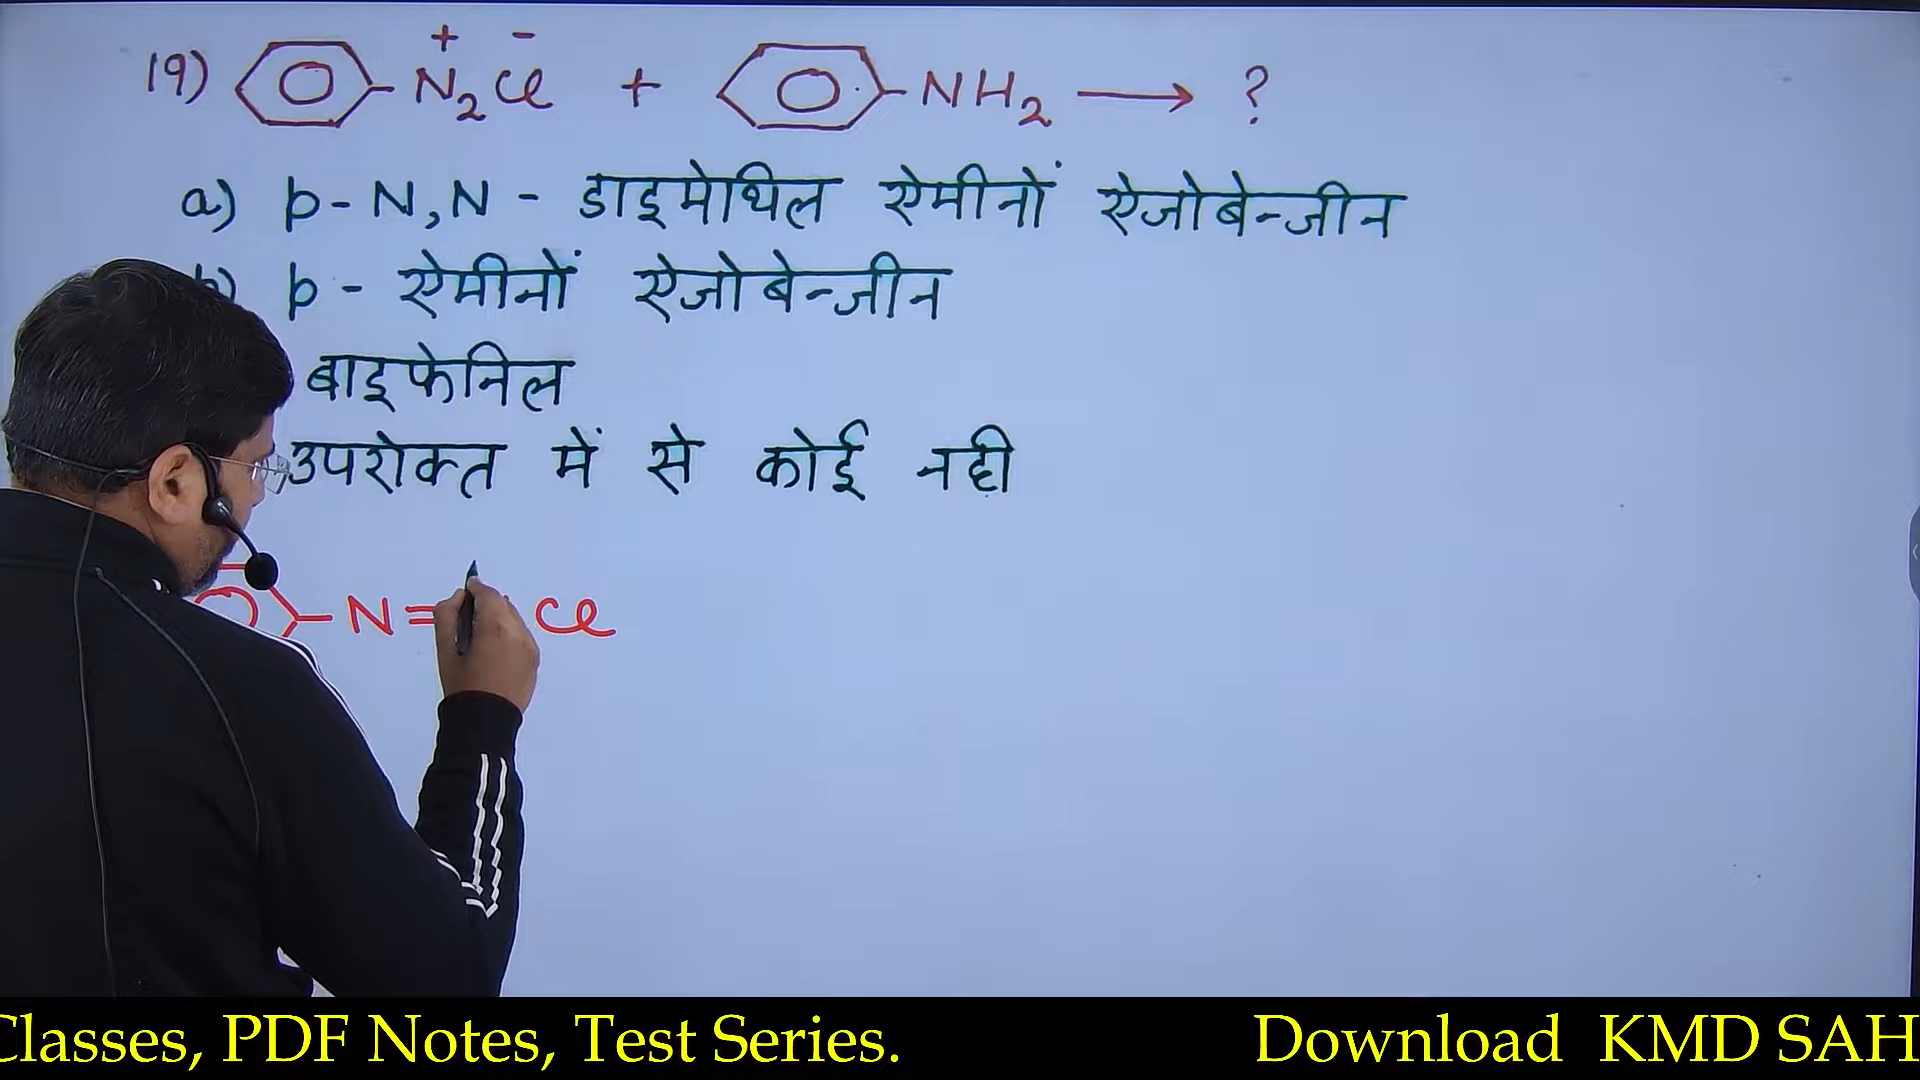 19) N₂⁺Cl⁻ + NH₂ ⟶ ?
a) p-N,N - डाइमेथिल ऐमीनों ऐजोबेन्जीन
b) p - ऐमीनों ऐजोबेन्जीन
बाइफेनिल
उपरोक्त में से कोई नही
N= Cl
Classes, PDF Notes, Test Series. Download KMD SAH